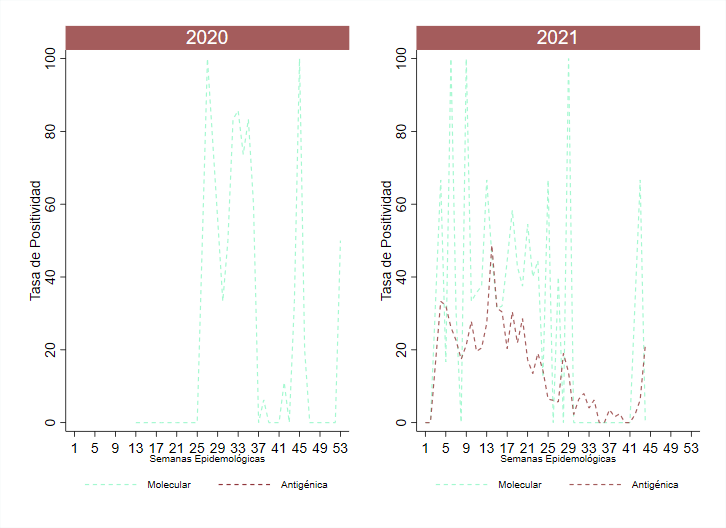 2020
2021
Tasa de Positividad
100
80
60
40
20
0
1 5 9 13 17 21 25 29 33 37 41 45 49 53
Semanas Epidemológicas
Molecular Antigénica
Tasa de Positividad
100
80
60
40
20
0
1 5 9 13 17 21 25 29 33 37 41 45 49 53
Semanas Epidemológicas
Molecular Antigénica